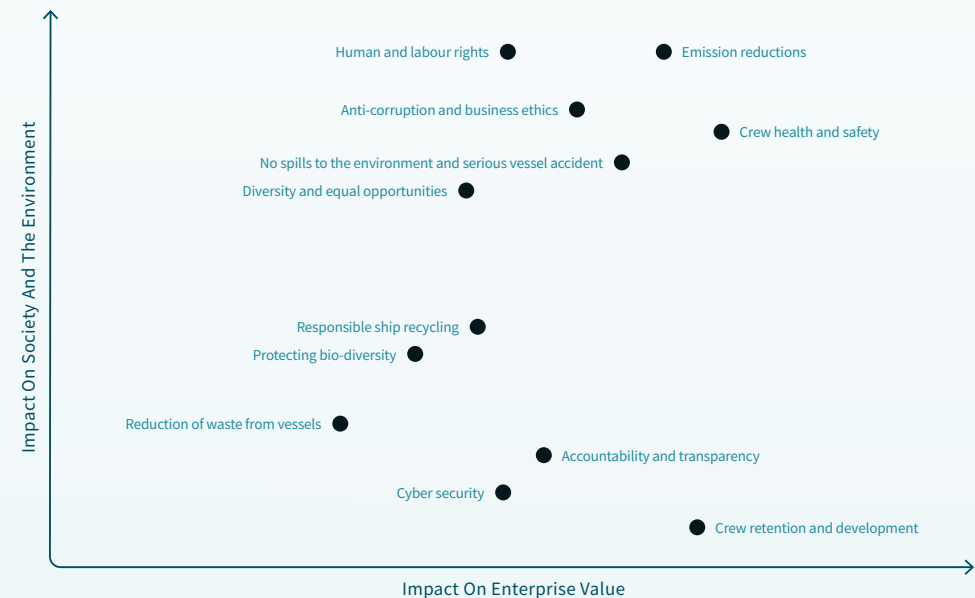 Human and labour rights
Emission reductions
Anti-corruption and business ethics
Crew health and safety
No spills to the environment and serious vessel accident
Diversity and equal opportunities
Impact On Society And The Environment
Responsible ship recycling
Protecting bio-diversity
Reduction of waste from vessels
Accountability and transparency
Cyber security
Crew retention and development
Impact On Enterprise Value